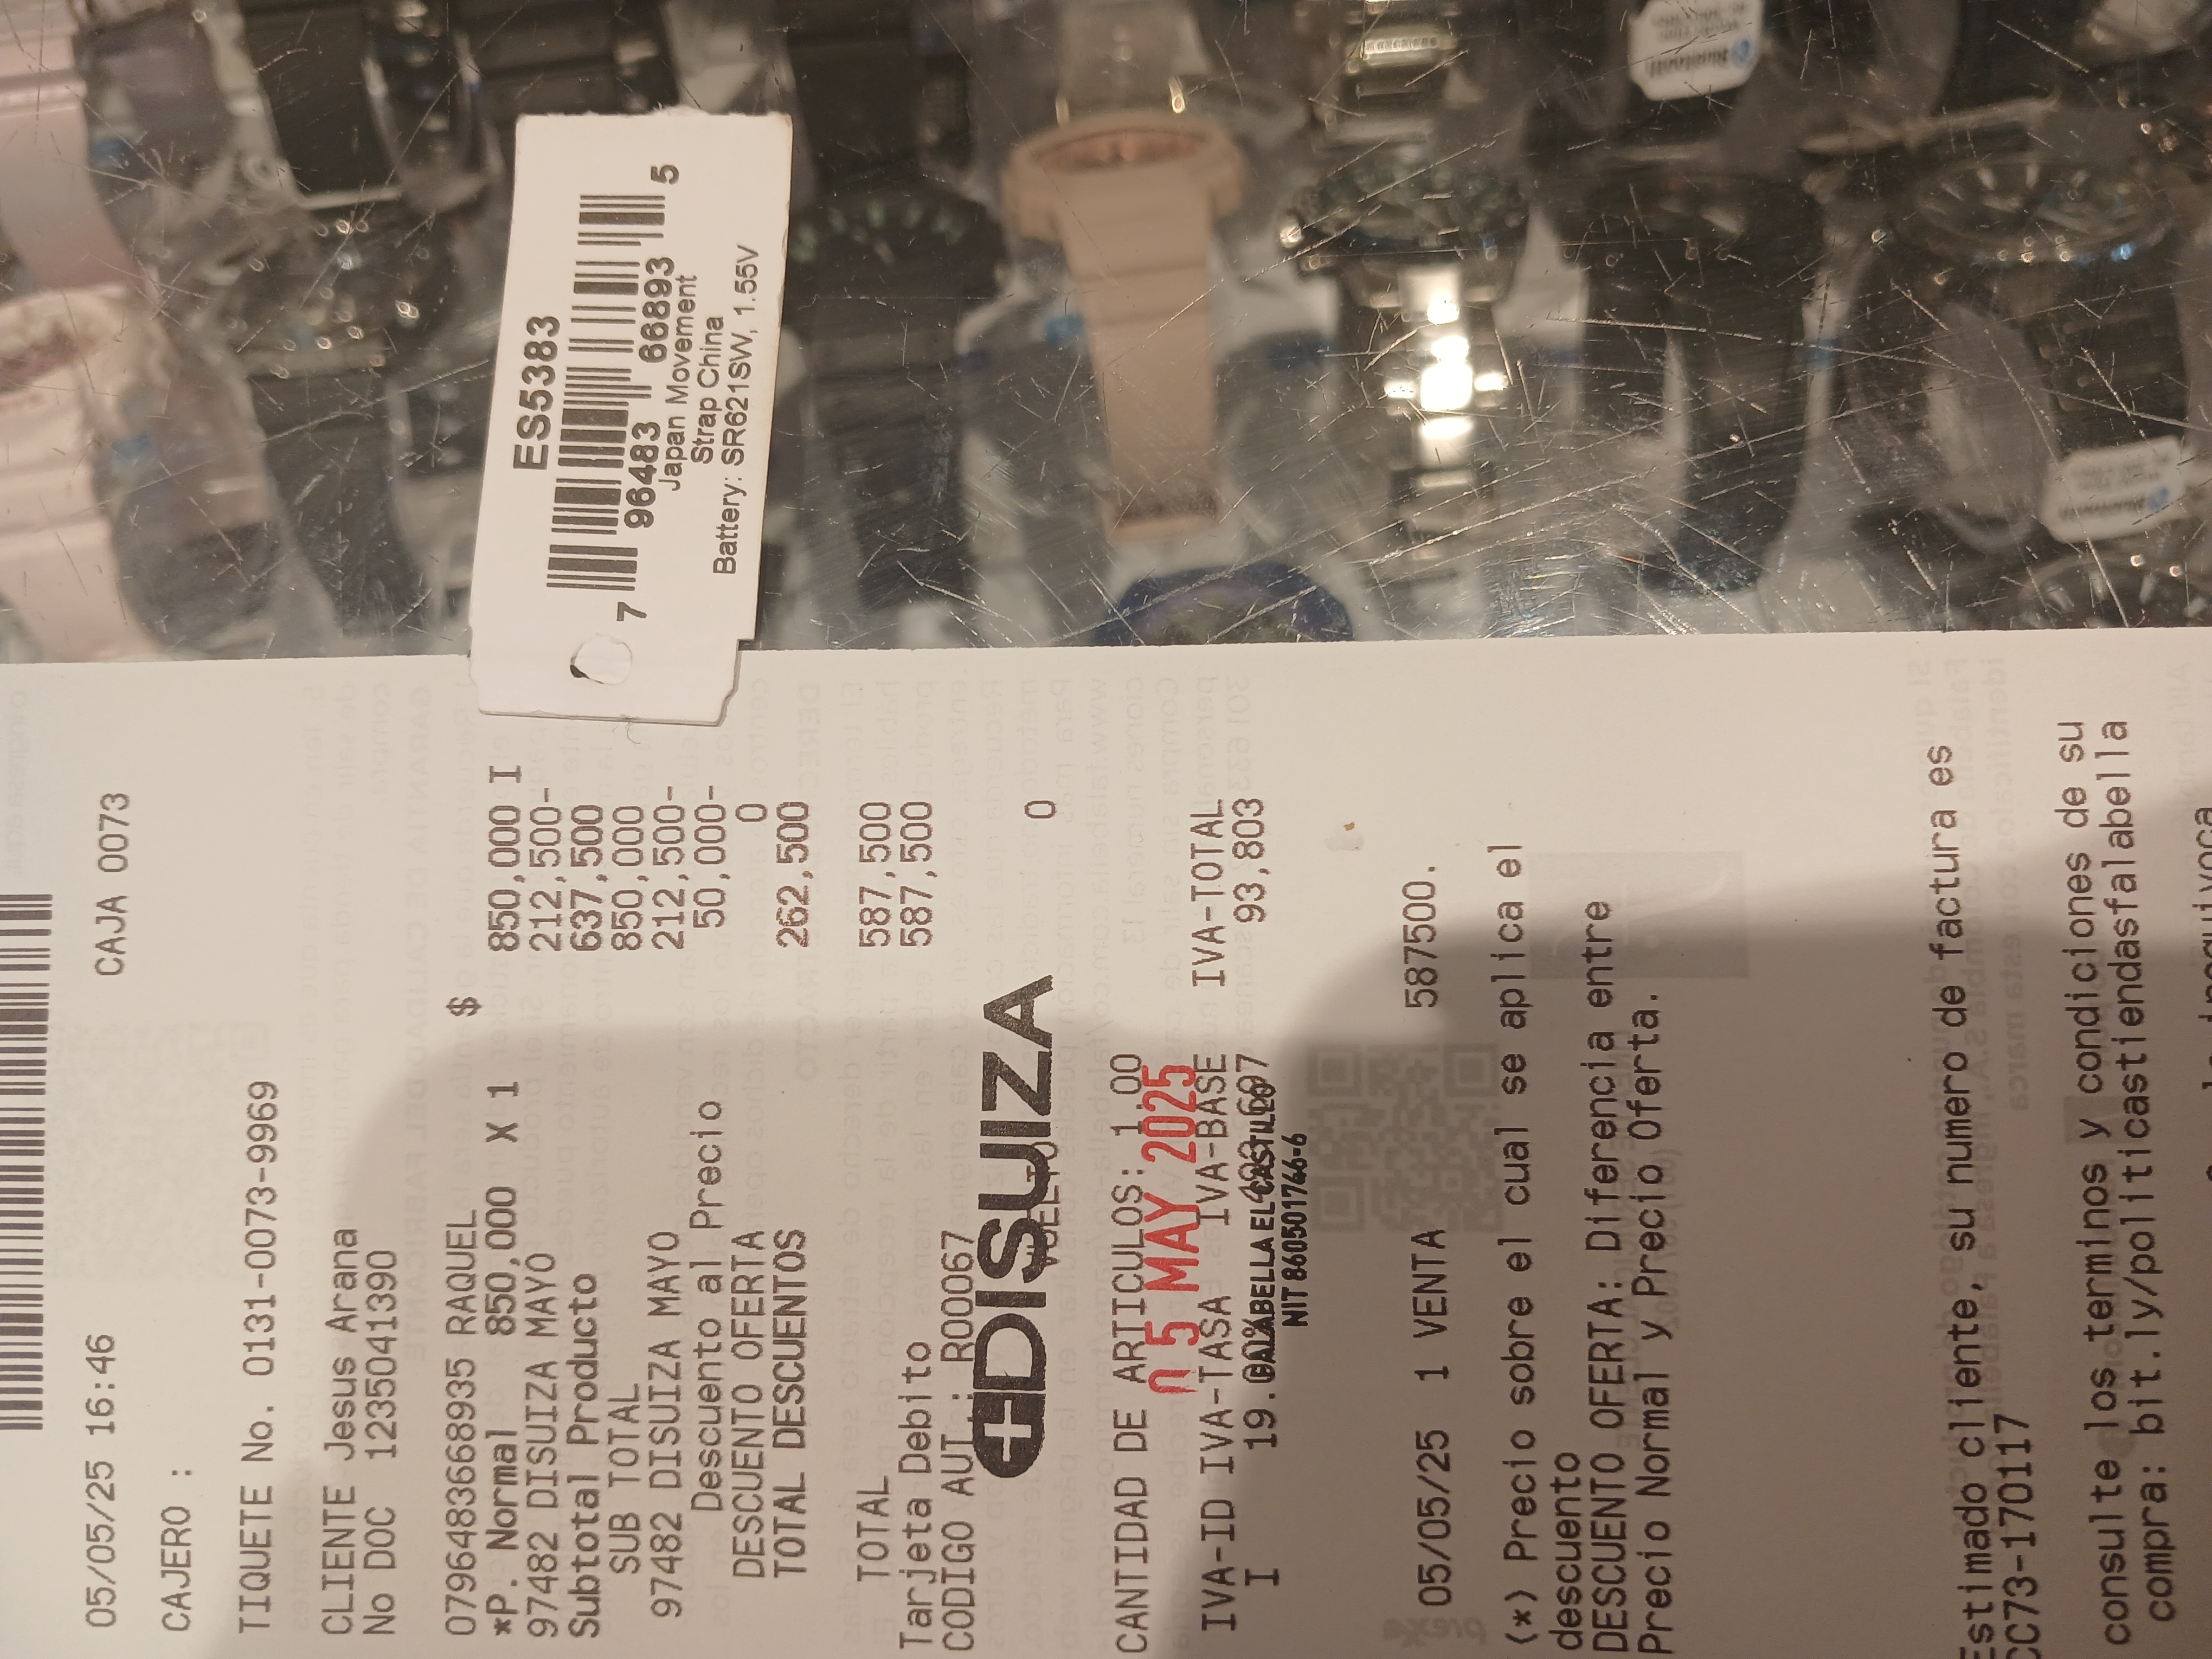 ES5383
7 96483 66893 5
Japan Movement
Strap China
Battery: SR621SW, 1.55V
05/05/25 16:46 CAJA 0073
CAJERO :
TIQUETE No. 0131-0073-9969
CLIENTE Jesus Arana
No DOC 1235041390
$
0796483668935 RAQUEL 850,000 I
*P. Normal 850,000 X 1
97482 DISUIZA MAYO 212,500-
Subtotal Producto 637,500
SUB TOTAL 850,000
97482 DISUIZA MAYO 212,500-
Descuento al Precio 50,000-
DESCUENTO OFERTA 0
TOTAL DESCUENTOS 262,500
TOTAL 587,500
Tarjeta Debito 587,500
CODIGO AUT : R00067
DISUIZA
VUELTO 0
CANTIDAD DE ARTICULOS: 1.00
05 MAY 2025
IVA-ID IVA-TASA IVA-BASE IVA-TOTAL
I 19. 93,803
FALABELLA EL CASTILLO
NIT 860501746-6
05/05/25 1 VENTA 587500.
(*) Precio sobre el cual se aplica el
descuento
DESCUENTO OFERTA: Diferencia entre
Precio Normal y Precio Oferta.
Estimado cliente, su numero de factura es
CC73-170117
consulte los terminos y condiciones de su
compra: bit.ly/politicastiendasfalabella